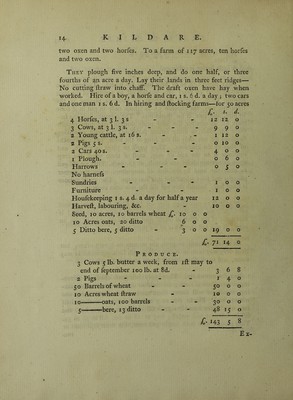 14. KILDARE.
two oxen and two horses. To a farm of 117 acres, ten horses
and two oxen.
THEY plough five inches deep, and do one half, or three
fourths of an acre a day. Lay their lands in three feet ridges—
No cutting straw into chaff. The draft oxen have hay when
worked. Hire of a boy, a horse and car, 1 s. 6 d. a day; two cars
and one man 1 s. 6 d. In hiring and stocking farms—for 50 acres
£. s. d.
4 Horses, at 3 l. 3 s - - 12 12 0
3 Cows, at 3 l. 3 s. - - - 9 9 0
2 Young cattle, at 16 s. - - - 1 12 0
2 Pigs 5 s. - - - - 0 10 0
2 Cars 40 s. - - - - 4 0 0
1 Plough. - - - - 0 6 0
Harrows - - - - 0 5 0
No harness
Sundries - - - - 1 0 0
Furniture - - - - 1 0 0
Housekeeping 1 s. 4 d. a day for half a year 12 0 0
Harvest, labouring, &c. - - 10 0 0
Seed, 10 acres, 10 barrels wheat £. 10 0 0
10 Acres oats, 20 ditto 6 0 0
5 Ditto bere, 5 ditto - 3 0 0 19 0 0
£. 71 14 0
PRODUCE.
3 Cows 5 lb. butter a week, from 1st may to
end of september 100 lb. at 8d. - 3 6 8
2 Pigs - - - - 1 4 0
50 Barrels of wheat - - 50 0 0
10 Acres wheat straw - - 10 0 0
10——oats, 100 barrels - - 30 0 0
5——bere, 13 ditto - - 48 15 0
£. 143 5 8
Ex-